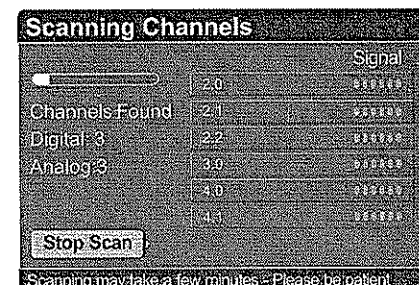 Scanning Channels
Signal
2.0
Channels Found
2.1
Digital: 3
2.2
Analog: 3
3.0
4.0
4.1
Stop Scan
Scanning may take a few minutes - Please be patient